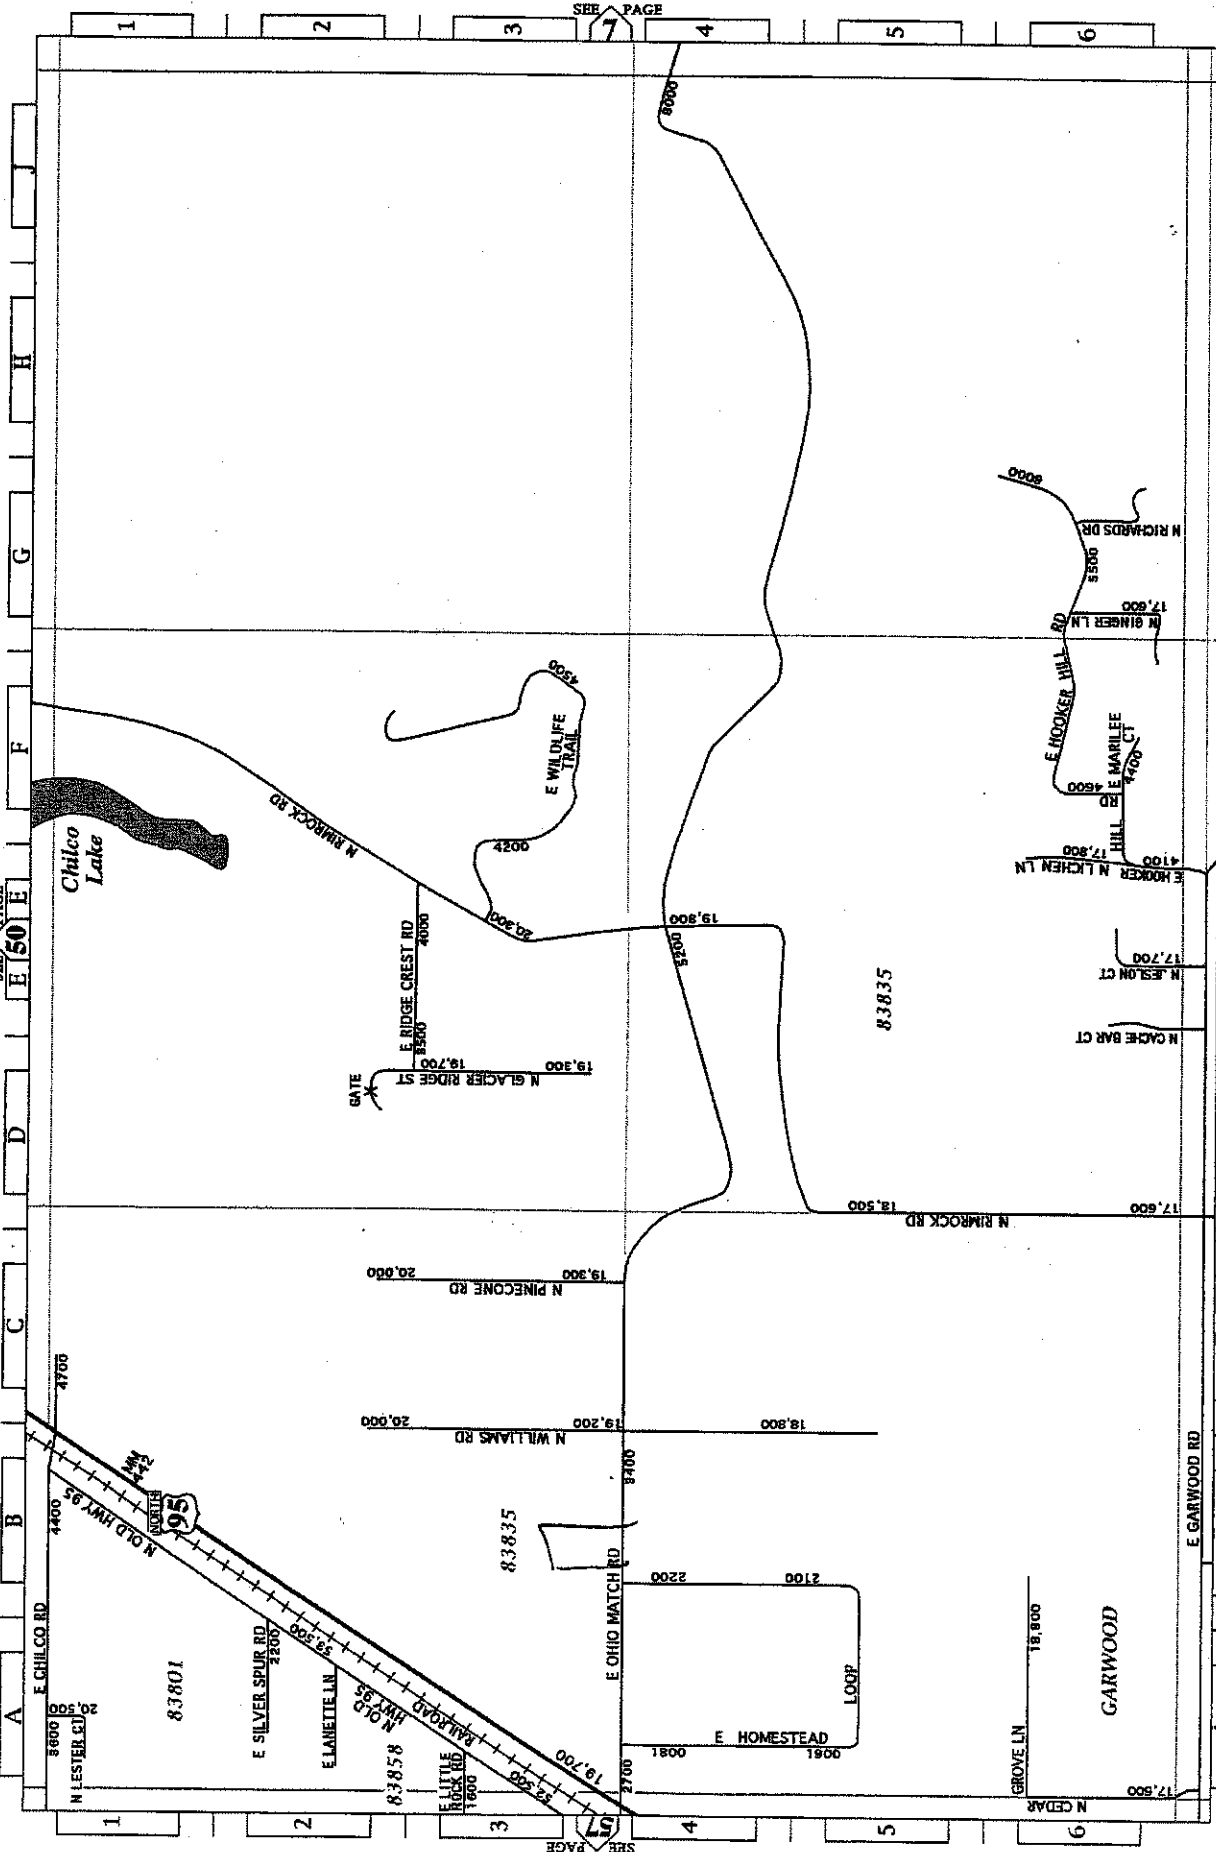 SEE PAGE
7
1
2
3
4
5
6
A
B
C
D
E
50
E
F
G
H
J
8000
Chilco
Lake
N RIMROCK RD
E WILDLIFE
TRAIL
4500
4200
20,300
E RIDGE CREST RD
4000
3500
GATE
N GLACIER RIDGE ST
19,700
19,300
19,800
5200
83835
6000
N RICHARDS DR
5500
17,600
N GINGER LN
E HOOKER HILL RD
4600
E MARILEE
CT
4400
E HOOKER
HILL
RD
4100
17,800
N LICHEN LN
17,700
N JESLON CT
N CACHE BAR CT
18,500
N RIMROCK RD
17,600
20,000
19,300
N PINECONE RD
4700
20,000
19,200
18,800
N WILLIAMS RD
MM
442
NORTH
95
4400
N OLD HWY 95
E CHILCO RD
3600
20,500
N LESTER CT
83801
E SILVER SPUR RD
2200
53,500
E LANETTE LN
N OLD
HWY 95
RAILROAD
83858
E LITTLE
ROCK RD
1600
52,500
19,700
83835
3400
E OHIO MATCH RD
2700
2200
2100
E HOMESTEAD
LOOP
1800
1900
E GARWOOD RD
GARWOOD
18,800
GROVE LN
N CEDAR
17,500
1
2
3
4
5
6
57
SEE
PAGE